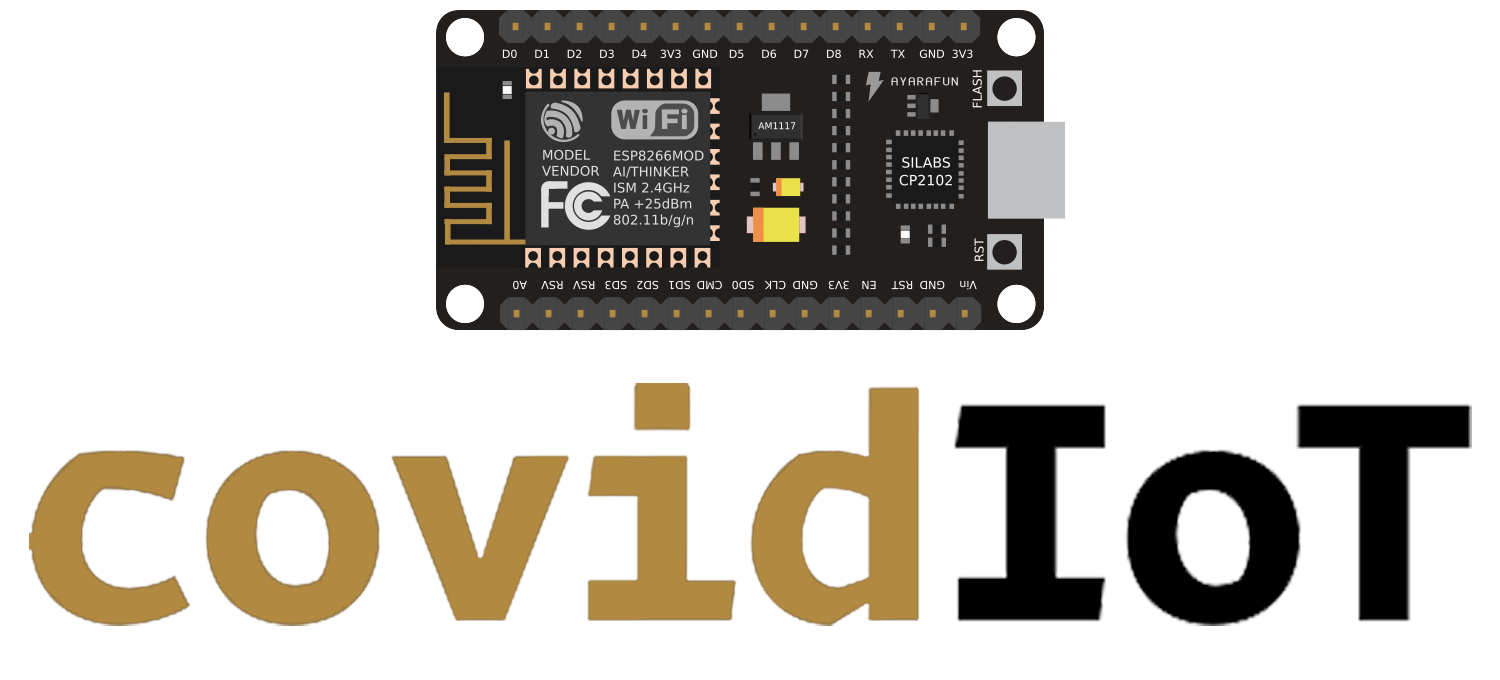 D0 D1 D2 D3 D4 3V3 GND D5 D6 D7 D8 RX TX GND 3V3
AYARAFUN
FLASH
WiFi
MODEL
VENDOR
FC
ESP8266MOD
AI/THINKER
ISM 2.4GHz
PA +25dBm
802.11b/g/n
AM1117
SILABS
CP2102
RST
A0 RSV RSV SD3 SD2 SD1 CMD SD0 CLK GND 3V3 EN RST GND Vin
covidIoT